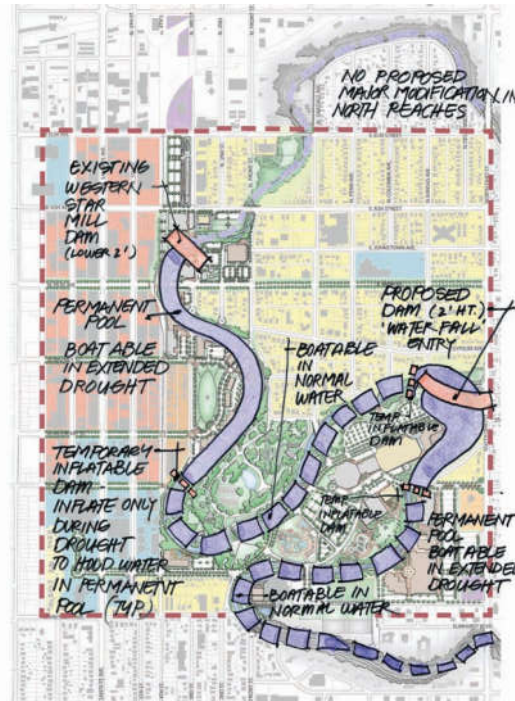 NO PROPOSED
MAJOR MODIFICATION IN
NORTH REACHES
EXISTING
WESTERN
STAR
MILL
DAM
(LOWER 2')
PERMANENT
POOL
BOATABLE
IN EXTENDED
DROUGHT
PROPOSED
DAM (2' HT.)
'WATER FALL'
ENTRY
BOATABLE
IN
NORMAL
WATER
TEMP
INFLATABLE
DAM
TEMPORARY
INFLATABLE
DAM
INFLATE ONLY
DURING
DROUGHT
TO HOLD WATER
IN PERMANENT
POOL (TYP.)
TEMP
INFLATABLE
DAM
PERMANENT
POOL
BOATABLE
IN EXTENDED
DROUGHT
BOATABLE IN
NORMAL WATER